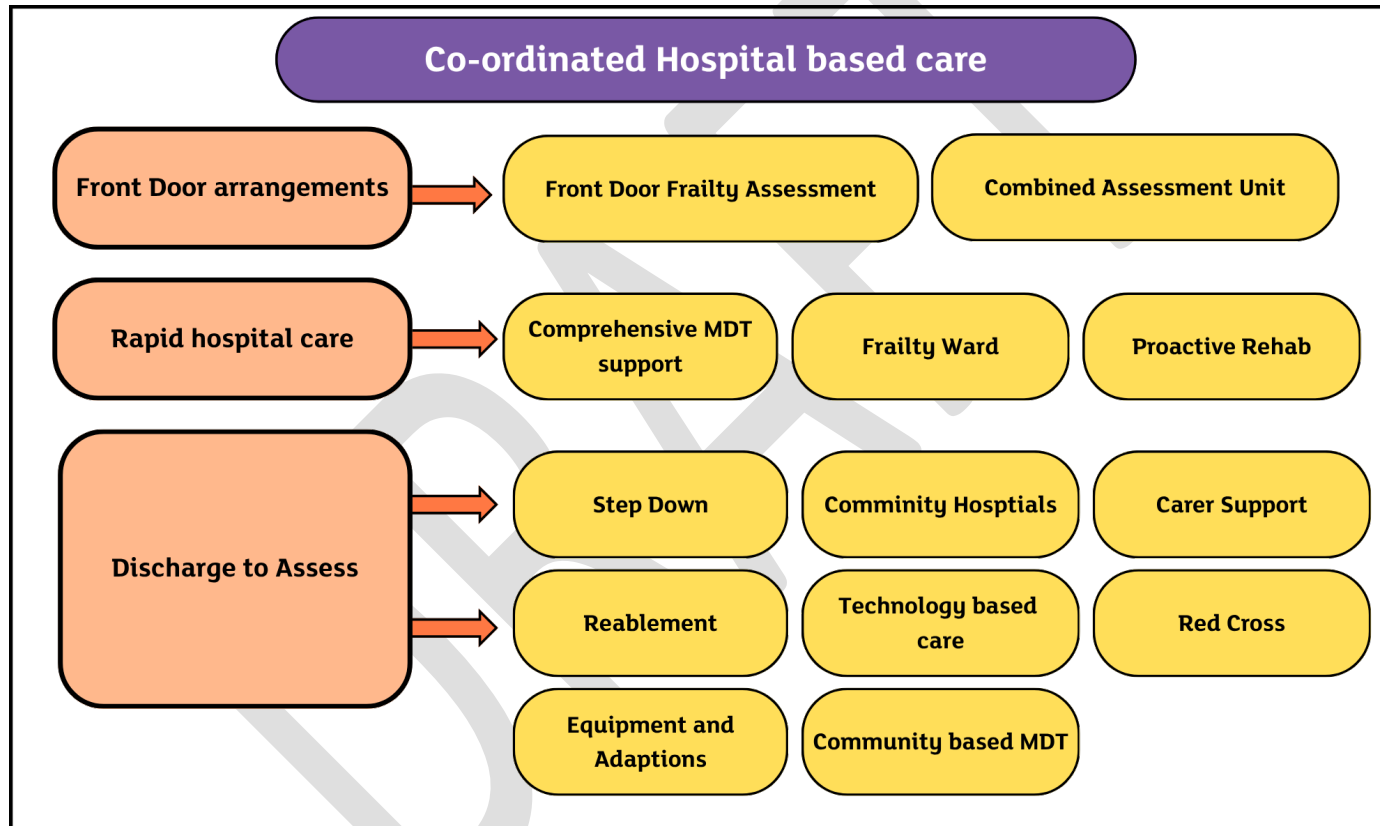 Co-ordinated Hospital based care
Front Door arrangements
Front Door Frailty Assessment
Combined Assessment Unit
Rapid hospital care
Comprehensive MDT
support
Frailty Ward
Proactive Rehab
Discharge to Assess
Step Down
Comminity Hosptials
Carer Support
Reablement
Technology based
care
Red Cross
Equipment and
Adaptions
Community based MDT
DRAFT